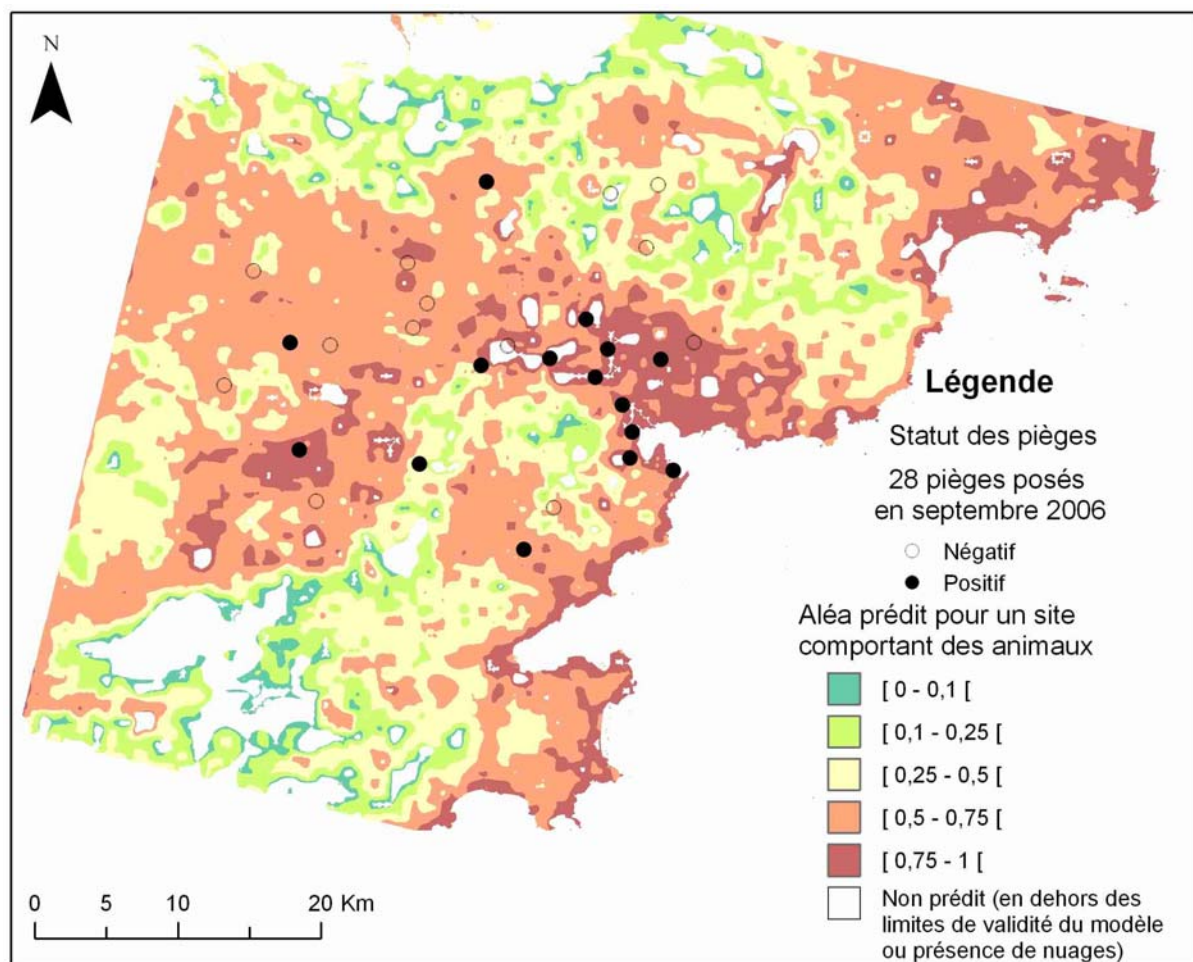 N
Légende
Statut des pièges
28 pièges posés
en septembre 2006
Négatif
Positif
Aléa prédit pour un site
comportant des animaux
[ 0 - 0,1 [
[ 0,1 - 0,25 [
[ 0,25 - 0,5 [
[ 0,5 - 0,75 [
[ 0,75 - 1 [
Non prédit (en dehors des
limites de validité du modèle
ou présence de nuages)
0 5 10 20 Km